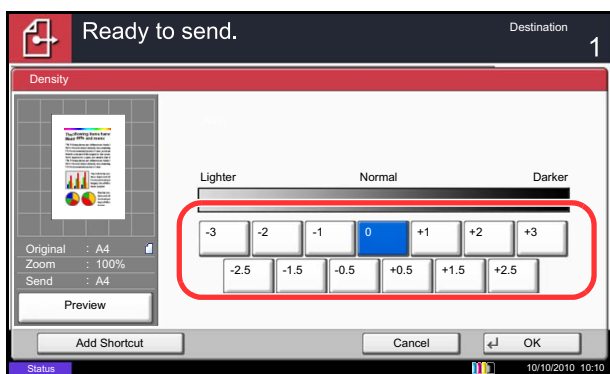 Ready to send.
Destination
1
Density
Lighter
Normal
Darker
-3
-2
-1
0
+1
+2
+3
-2.5
-1.5
-0.5
+0.5
+1.5
+2.5
Original : A4
Zoom : 100%
Send : A4
Preview
Add Shortcut
Cancel
OK
Status
10/10/2010 10:10